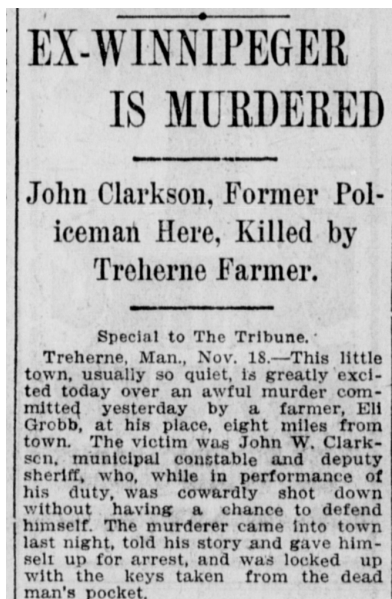 EX-WINNIPEGER
IS MURDERED
John Clarkson, Former Pol-
iceman Here, Killed by
Treherne Farmer.
Special to The Tribune.
Treherne, Man., Nov. 18.—This little
town, usually so quiet, is greatly exci-
ted today over an awful murder com-
mitted yesterday by a farmer, Eli
Grobb, at his place, eight miles from
town. The victim was John W. Clark-
son, municipal constable and deputy
sheriff, who, while in performance of
his duty, was cowardly shot down
without having a chance to defend
himself. The murderer came into town
last night, told his story and gave him-
self up for arrest, and was locked up
with the keys taken from the dead
man's pocket.